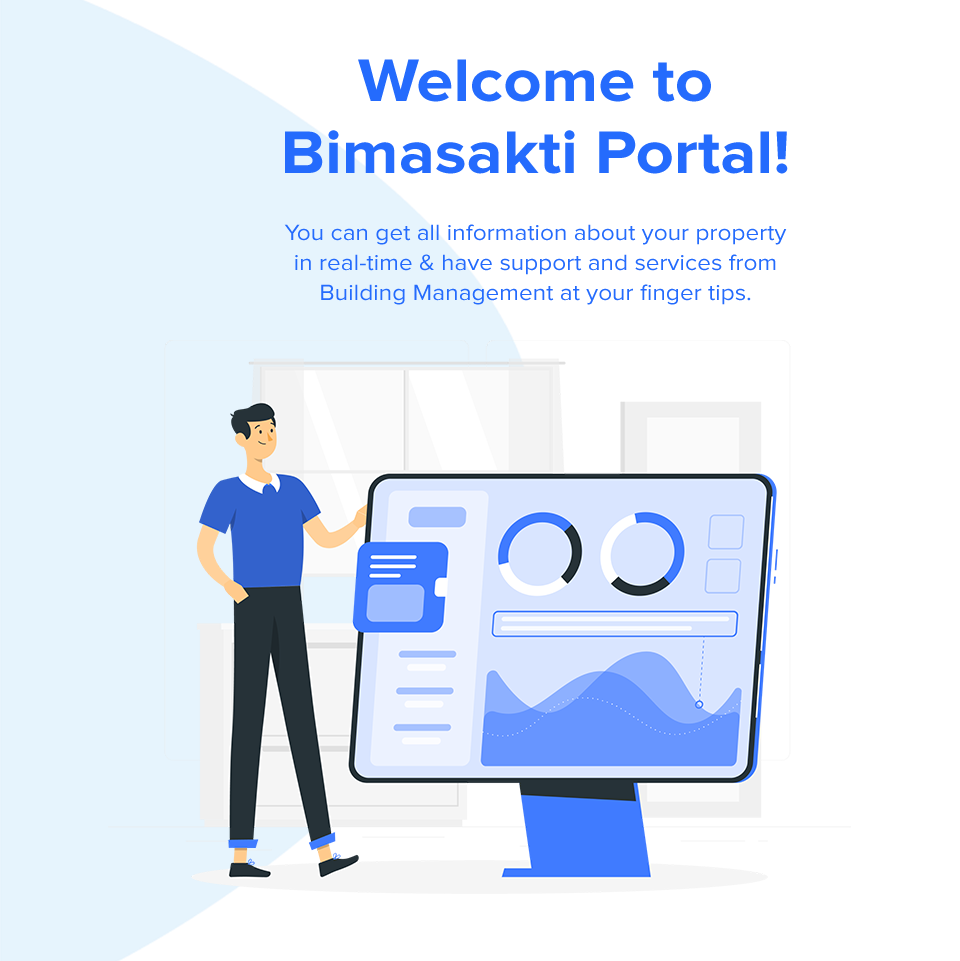 Welcome to
Bimasakti Portal!
You can get all information about your property
in real-time & have support and services from
Building Management at your finger tips.